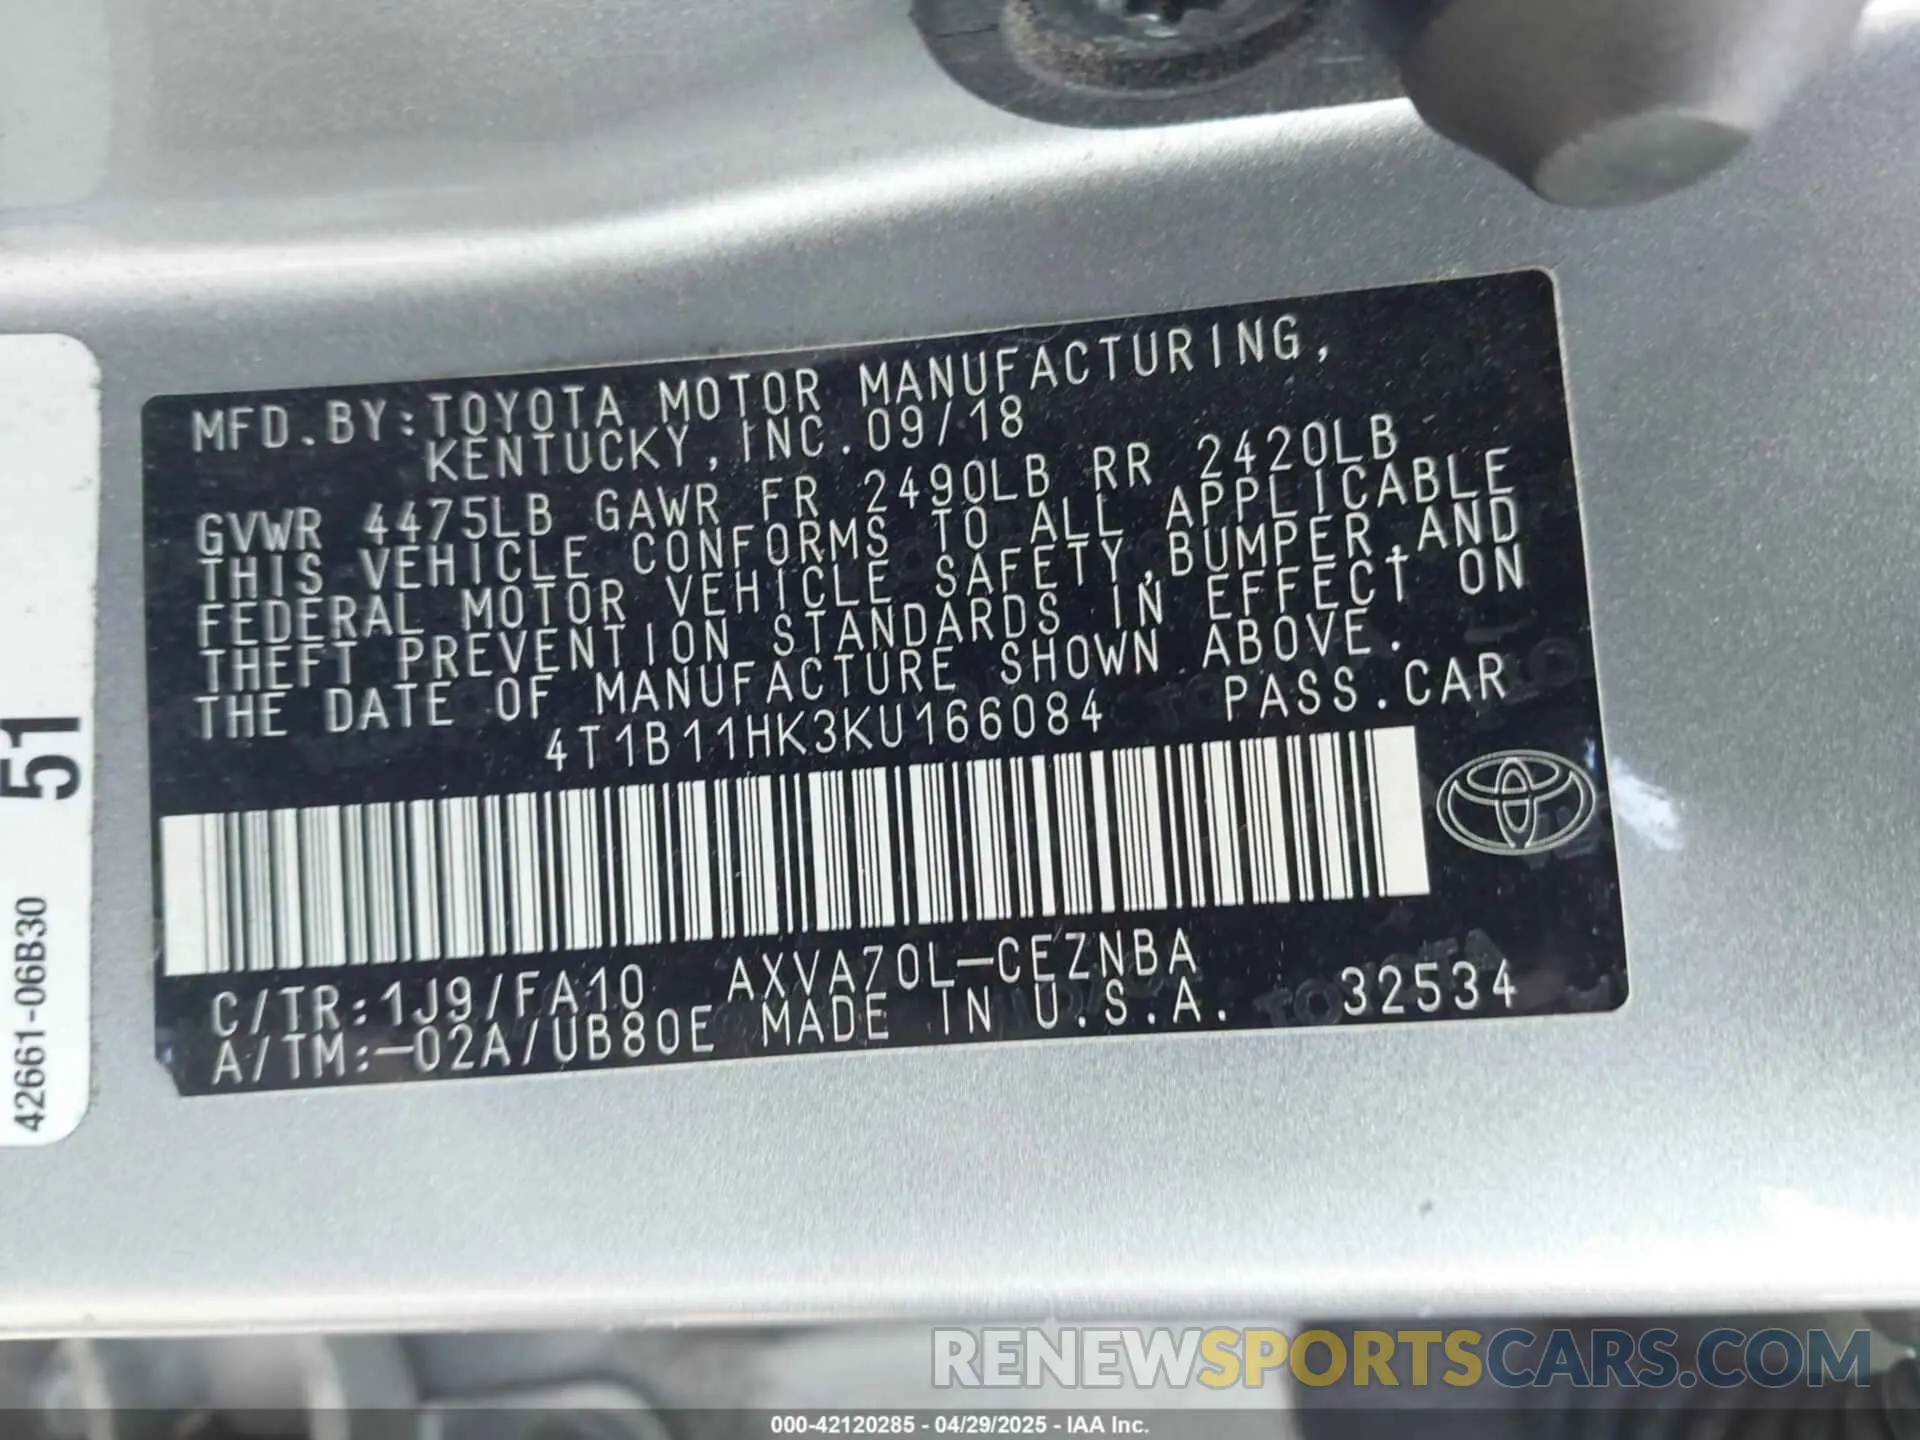 MFD.BY:TOYOTA MOTOR MANUFACTURING,
KENTUCKY,INC.09/18
GVWR 4475LB GAWR FR 2490LB RR 2420LB
THIS VEHICLE CONFORMS TO ALL APPLICABLE
FEDERAL MOTOR VEHICLE SAFETY,BUMPER,AND
THEFT PREVENTION STANDARDS IN EFFECT ON
THE DATE OF MANUFACTURE SHOWN ABOVE.
4T1B11HK3KU166084 PASS.CAR
C/TR:1J9/FA10 AXVA70L-CEZNBA
A/TM:-02A/UB80E MADE IN U.S.A. 32534
51
42661-06B30
RENEWSPORTSCARS.COM
000-42120285 - 04/29/2025 - IAA Inc.